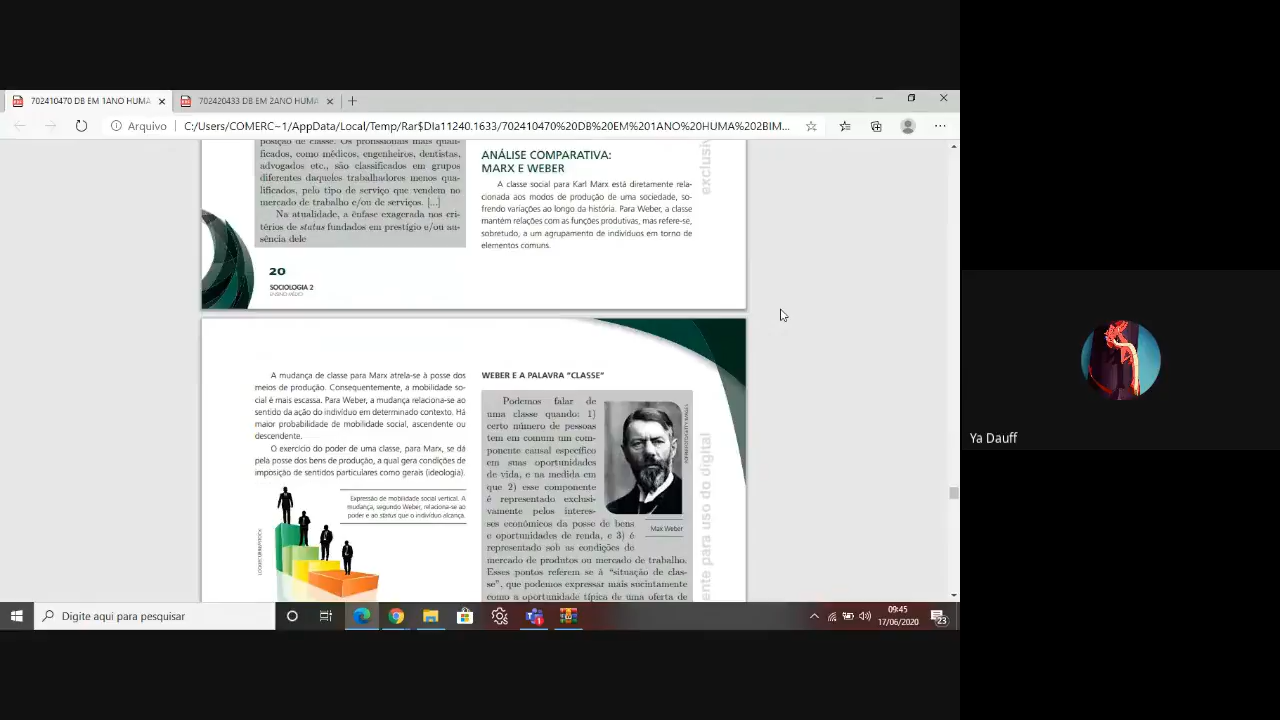 702410470 DB EM 1ANO HUMA
702420433 DB EM 2ANO HUMA
Arquivo
C:/Users/COMERC~1/AppData/Local/Temp/Rar$DIa11240.1633/702410470%20DB%20EM%201ANO%20HUMA%202BIM...
posição de classe. Os profissionais mais quali-
ficados, como médicos, engenheiros, dentistas,
advogados etc., são classificados em grupos
diferentes daqueles trabalhadores menos qua-
lificados, pelo tipo de serviço que vendem no
mercado de trabalho e/ou de serviços. [...]
Na atualidade, a ênfase exagerada nos cri-
térios de status fundados em prestígio e/ou au-
sência dele
20
SOCIOLOGIA 2
ENSINO MÉDIO
ANÁLISE COMPARATIVA:
MARX E WEBER
A classe social para Karl Marx está diretamente rela-
cionada aos modos de produção de uma sociedade, so-
frendo variações ao longo da história. Para Weber, a classe
mantém relações com as funções produtivas, mas refere-se,
sobretudo, a um agrupamento de indivíduos em torno de
elementos comuns.
exclusiv
A mudança de classe para Marx atrela-se à posse dos
meios de produção. Consequentemente, a mobilidade so-
cial é mais escassa. Para Weber, a mudança relaciona-se ao
sentido da ação do indivíduo em determinado contexto. Há
maior probabilidade de mobilidade social, ascendente ou
descendente.
O exercício do poder de uma classe, para Marx, se dá
pela posse dos bens de produção, a qual gera condições de
imposição de sentidos particulares como gerais (ideologia).
Expressão de mobilidade social vertical. A
mudança, segundo Weber, relaciona-se ao
poder e ao status que o indivíduo alcança.
WEBER E A PALAVRA "CLASSE"
Podemos falar de
uma classe quando: 1)
certo número de pessoas
tem em comum um com-
ponente causal específico
em suas oportunidades
de vida, e na medida em
que 2) esse componente
é representado exclusi-
vamente pelos interes-
ses econômicos da posse de bens
e oportunidades de renda, e 3) é
representado sob as condições de
mercado de produtos ou mercado de trabalho.
Esses pontos referem se à "situação de clas-
se", que podemos expressar mais sucintamente
como a oportunidade típica de uma oferta de
Max Weber
ente para uso do digital
Ya Dauff
Digite aqui para pesquisar
1
09:45
17/06/2020
23